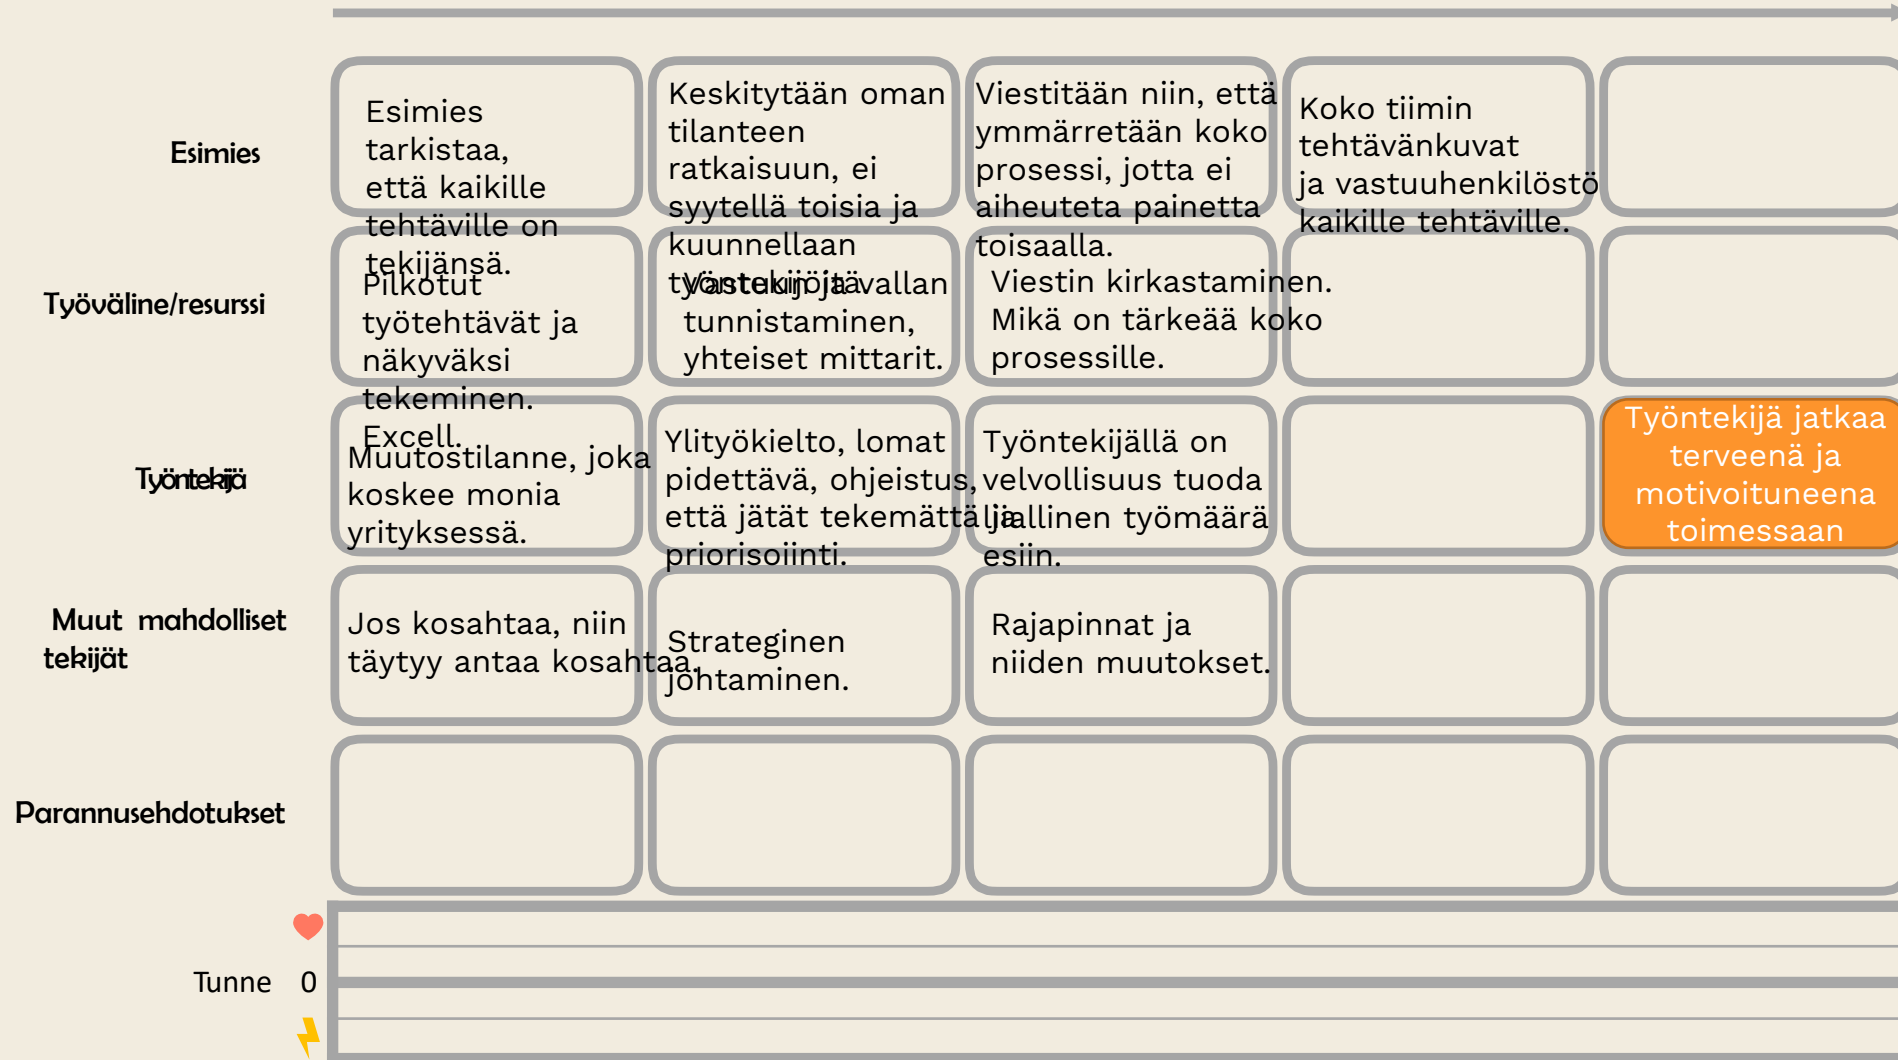 Esimies
Esimies
tarkistaa,
että kaikille
tehtäville on
tekijänsä.
Keskitytään oman
tilanteen
ratkaisuun, ei
syytellä toisia ja
kuunnellaan
työntekijöitä.
Viestitään niin, että
ymmärretään koko
prosessi, jotta ei
aiheuteta painetta
toisaalla.
Koko tiimin
tehtävänkuvat
ja vastuuhenkilöstö
kaikille tehtäville.
Työväline/resurssi
Pilkotut
työtehtävät ja
näkyväksi
tekeminen.
Excell.
Vastuun ja vallan
tunnistaminen,
yhteiset mittarit.
Viestin kirkastaminen.
Mikä on tärkeää koko
prosessille.
Työntekijä
Muutostilanne, joka
koskee monia
yrityksessä.
Ylityökielto, lomat
pidettävä, ohjeistus,
että jätät tekemättä ja
priorisoiinti.
Työntekijällä on
velvollisuus tuoda
liiallinen työmäärä
esiin.
Työntekijä jatkaa
terveenä ja
motivoituneena
toimessaan
Muut mahdolliset
tekijät
Jos kosahtaa, niin
täytyy antaa kosahtaa.
Strateginen
johtaminen.
Rajapinnat ja
niiden muutokset.
Parannusehdotukset
Tunne 0